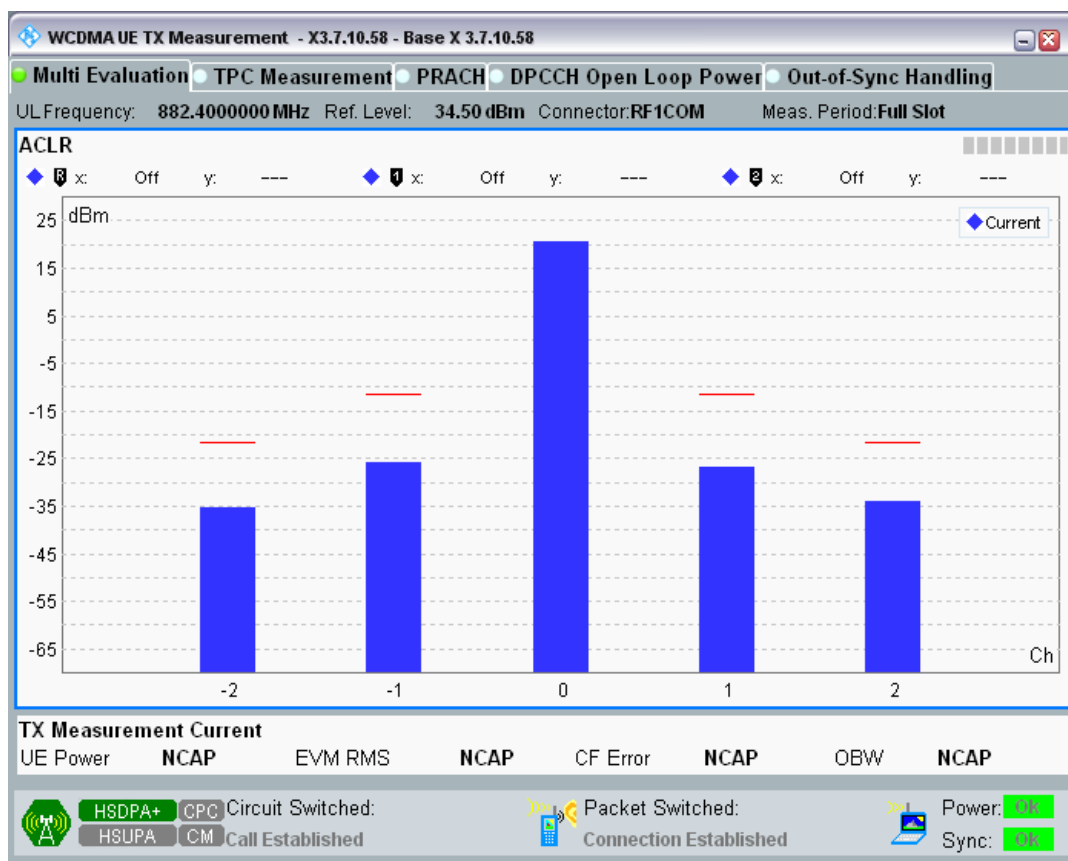 WCDMA UE TX Measurement - X3.7.10.58 - Base X 3.7.10.58
Multi Evaluation TPC Measurement PRACH DPCCH Open Loop Power Out-of-Sync Handling
UL Frequency: 882.4000000 MHz Ref. Level: 34.50 dBm Connector:RF1COM Meas. Period:Full Slot
ACLR
R x: Off y: --- 1 x: Off y: --- 2 x: Off y: ---
dBm
Current
25
15
5
-5
-15
-25
-35
-45
-55
-65
Ch
-2 -1 0 1 2
TX Measurement Current
UE Power NCAP EVM RMS NCAP CF Error NCAP OBW NCAP
HSDPA+ CPC Circuit Switched: Packet Switched: Power: Ok
HSUPA CM Call Established Connection Established Sync: Ok